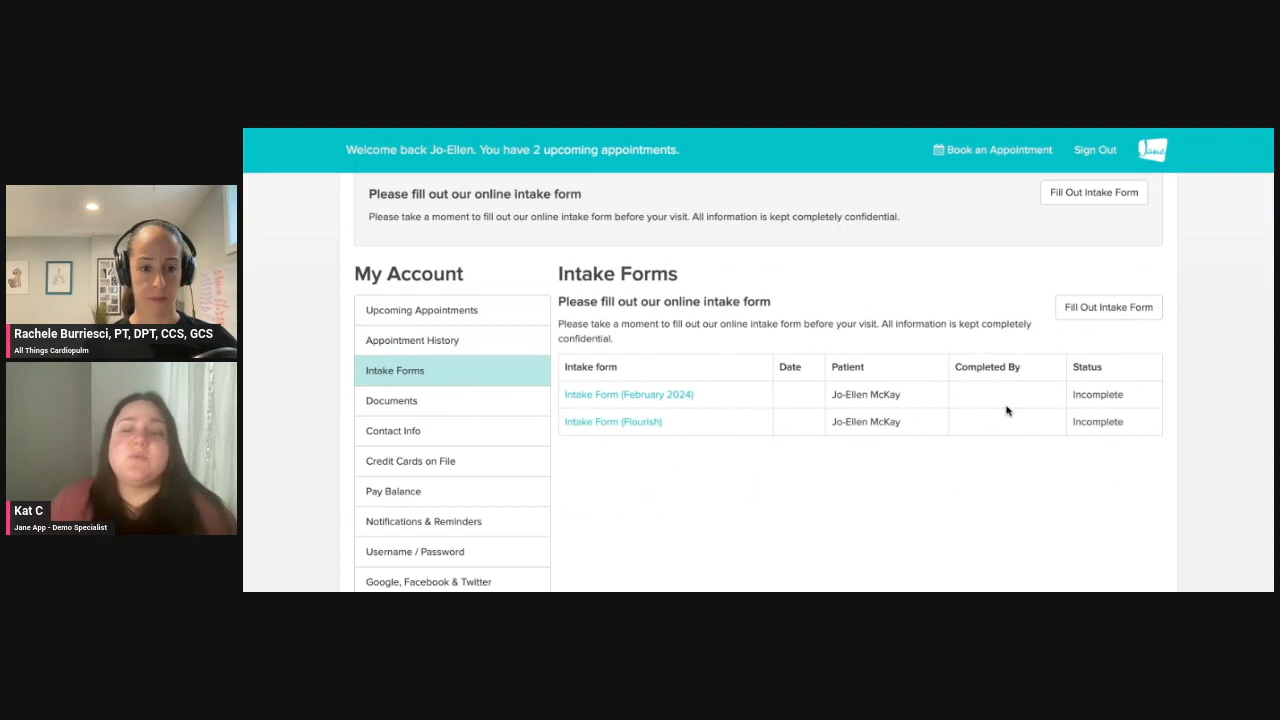 Welcome back Jo-Ellen. You have 2 upcoming appointments.
Book an Appointment
Sign Out
Jane
Please fill out our online intake form
Fill Out Intake Form
Please take a moment to fill out our online intake form before your visit. All information is kept completely confidential.
My Account
Upcoming Appointments
Appointment History
Intake Forms
Documents
Contact Info
Credit Cards on File
Pay Balance
Notifications & Reminders
Username / Password
Google, Facebook & Twitter
Intake Forms
Please fill out our online intake form
Fill Out Intake Form
Please take a moment to fill out our online intake form before your visit. All information is kept completely
confidential.
Intake form Date Patient Completed By Status
Intake Form (February 2024) Jo-Ellen McKay Incomplete
Intake Form (Flourish) Jo-Ellen McKay Incomplete
Rachele Burriesci, PT, DPT, CCS, GCS
All Things Cardiopulm
Kat C
Jane App - Demo Specialist